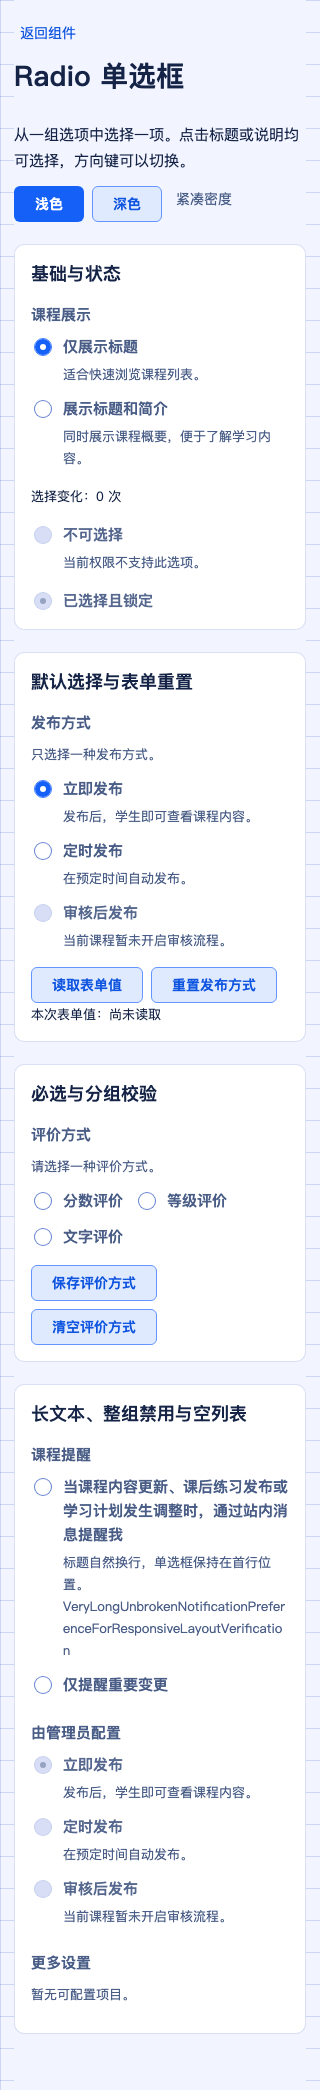 返回组件
Radio 单选框
从一组选项中选择一项。点击标题或说明均
可选择，方向键可以切换。
浅色 深色 紧凑密度
基础与状态
课程展示
仅展示标题
适合快速浏览课程列表。
展示标题和简介
同时展示课程概要，便于了解学习内
容。
选择变化：0 次
不可选择
当前权限不支持此选项。
已选择且锁定
默认选择与表单重置
发布方式
只选择一种发布方式。
立即发布
发布后，学生即可查看课程内容。
定时发布
在预定时间自动发布。
审核后发布
当前课程暂未开启审核流程。
读取表单值 重置发布方式
本次表单值：尚未读取
必选与分组校验
评价方式
请选择一种评价方式。
分数评价 等级评价
文字评价
保存评价方式
清空评价方式
长文本、整组禁用与空列表
课程提醒
当课程内容更新、课后练习发布或
学习计划发生调整时，通过站内消
息提醒我
标题自然换行，单选框保持在首行位
置。
VeryLongUnbrokenNotificationPrefer
enceForResponsiveLayoutVerificatio
n
仅提醒重要变更
由管理员配置
立即发布
发布后，学生即可查看课程内容。
定时发布
在预定时间自动发布。
审核后发布
当前课程暂未开启审核流程。
更多设置
暂无可配置项目。